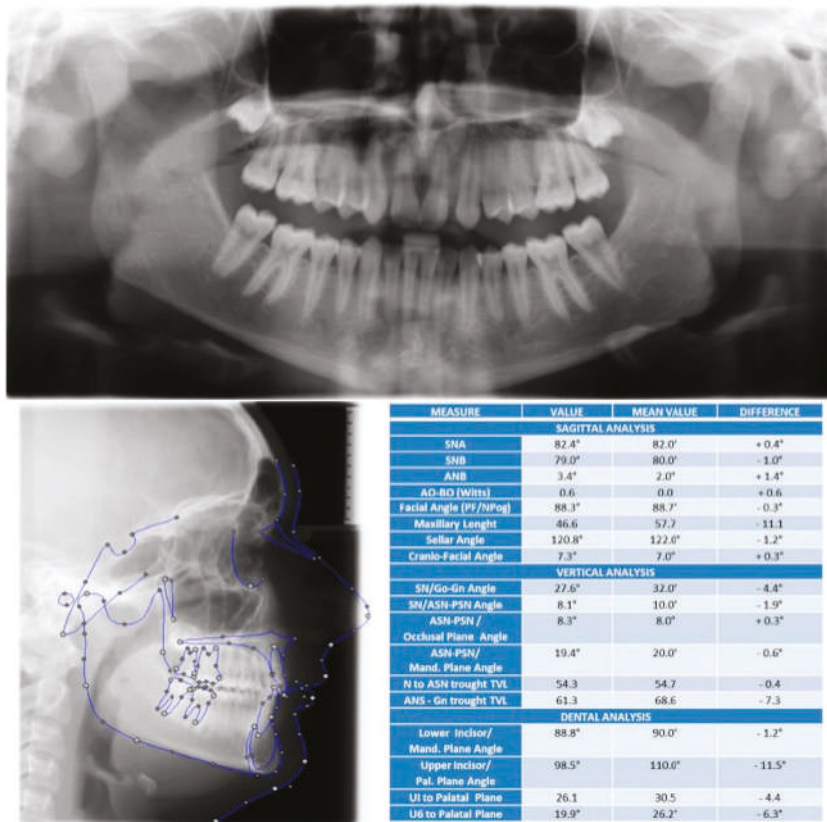 MEASURE VALUE MEAN VALUE DIFFERENCE
SAGITTAL ANALYSIS
SNA 82.4° 82.0' + 0.4°
SNB 79.0° 80.0' - 1.0°
ANB 3.4° 2.0° + 1.4°
AO-BO (Witts) 0.6 0.0 + 0.6
Facial Angle (PF/NPog) 88.3° 88.7' - 0.3°
Maxiliary Lenght 46.6 57.7 - 11.1
Sellar Angle 120.8° 122.0° - 1.2°
Cranio-Facial Angle 7.3° 7.0° + 0.3°
VERTICAL ANALYSIS
SN/Go-Gn Angle 27.6° 32.0' - 4.4°
SN/ASN-PSN Angle 8.1° 10.0' - 1.9°
ASN-PSN /
Occlusal Plane Angle 8.3° 8.0° + 0.3°
ASN-PSN/
Mand. Plane Angle 19.4° 20.0' - 0.6°
N to ASN trought TVL 54.3 54.7 - 0.4
ANS - Gn trought TVL 61.3 68.6 - 7.3
DENTAL ANALYSIS
Lower Incisor/
Mand. Plane Angle 88.8° 90.0' - 1.2°
Upper Incisor/
Pal. Plane Angle 98.5° 110.0° - 11.5°
UI to Palatal Plane 26.1 30.5 - 4.4
U6 to Palatal Plane 19.9° 26.2' - 6.3°